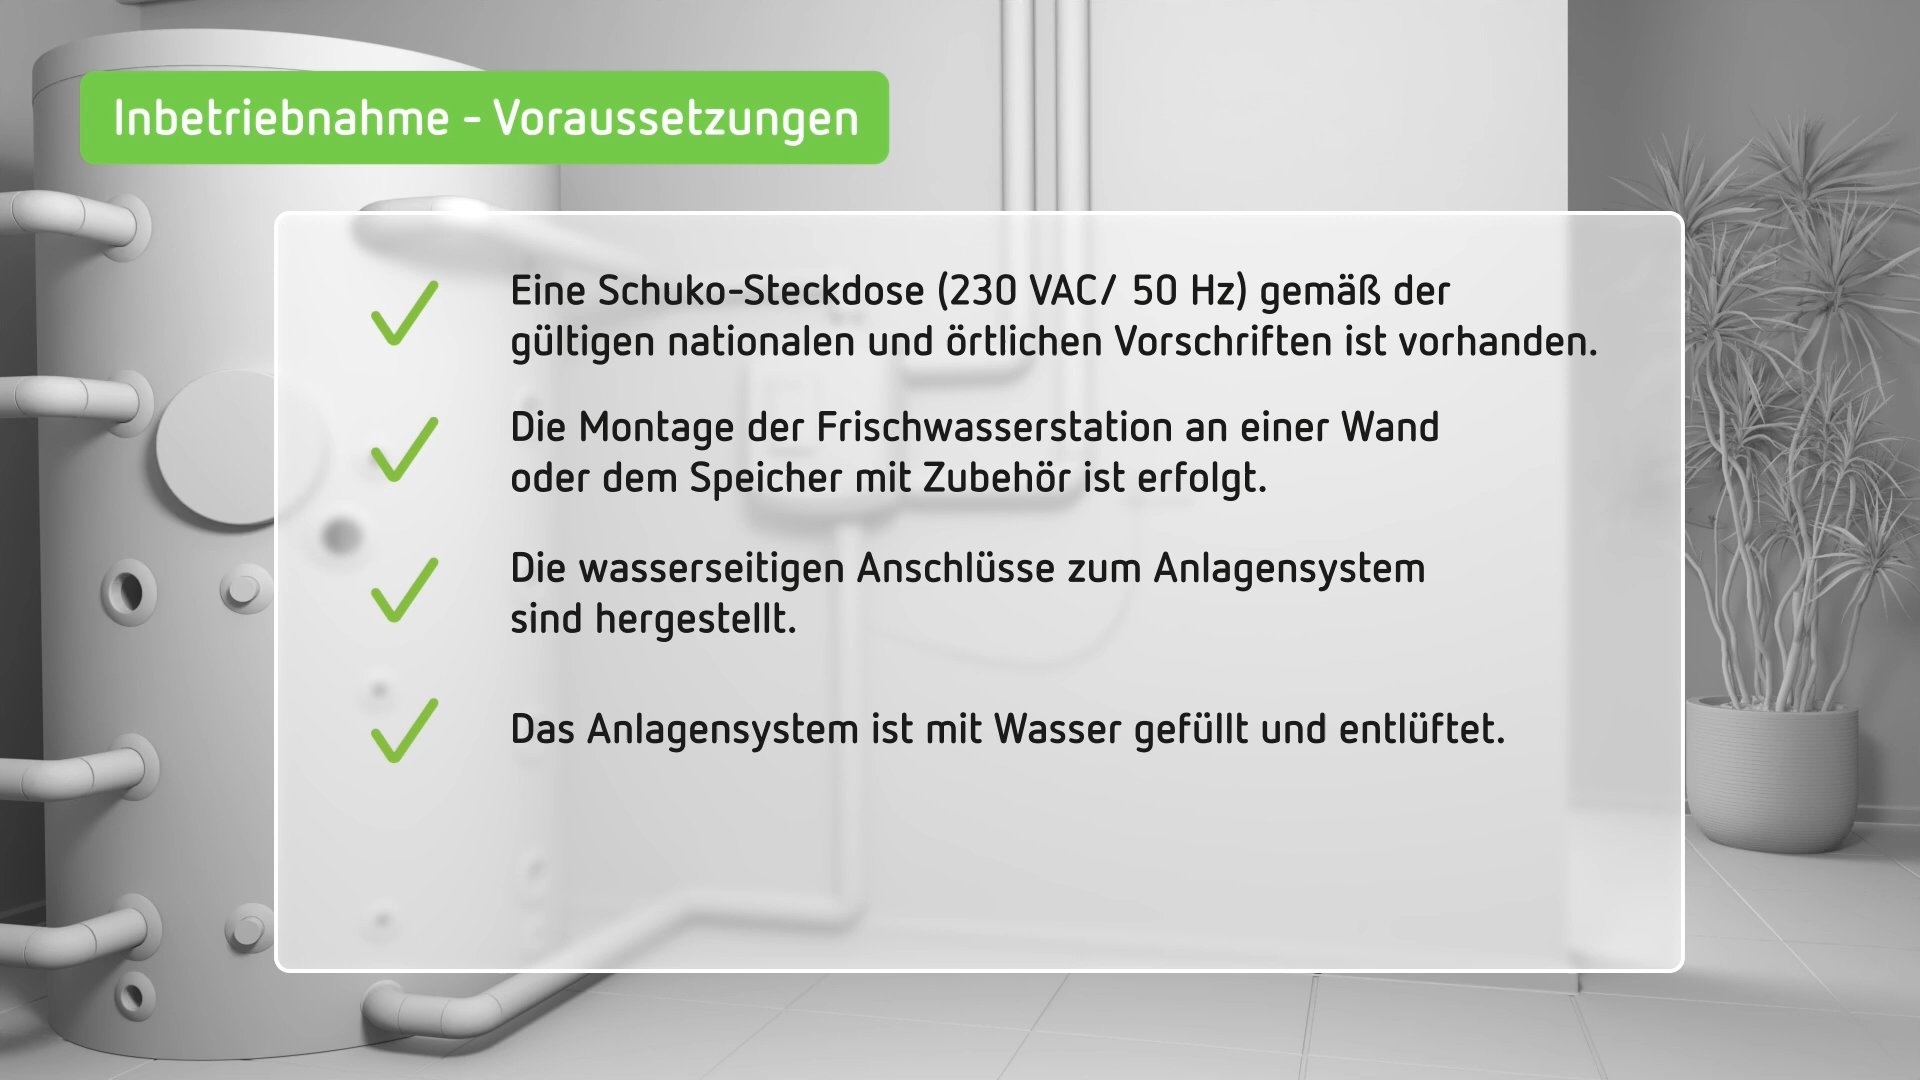 Inbetriebnahme - Voraussetzungen
Eine Schuko-Steckdose (230 VAC/ 50 Hz) gemäß der
gültigen nationalen und örtlichen Vorschriften ist vorhanden.
Die Montage der Frischwasserstation an einer Wand
oder dem Speicher mit Zubehör ist erfolgt.
Die wasserseitigen Anschlüsse zum Anlagensystem
sind hergestellt.
Das Anlagensystem ist mit Wasser gefüllt und entlüftet.